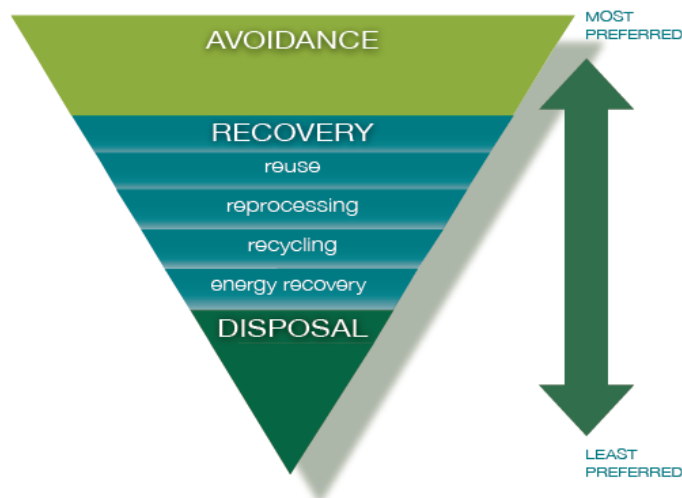 AVOIDANCE
MOST
PREFERRED
RECOVERY
reuse
reprocessing
recycling
energy recovery
DISPOSAL
LEAST
PREFERRED